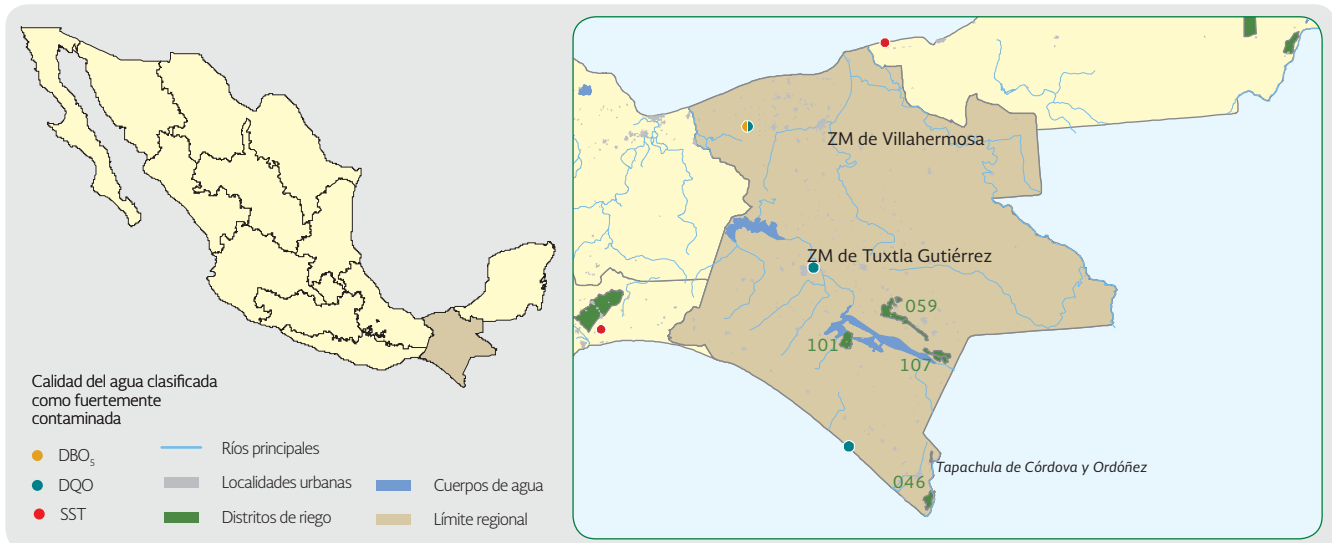 Calidad del agua clasificada
como fuertemente
contaminada
DBO₅
DQO
SST
Ríos principales
Localidades urbanas
Distritos de riego
Cuerpos de agua
Límite regional
ZM de Villahermosa
ZM de Tuxtla Gutiérrez
059
101
107
Tapachula de Córdova y Ordóñez
046